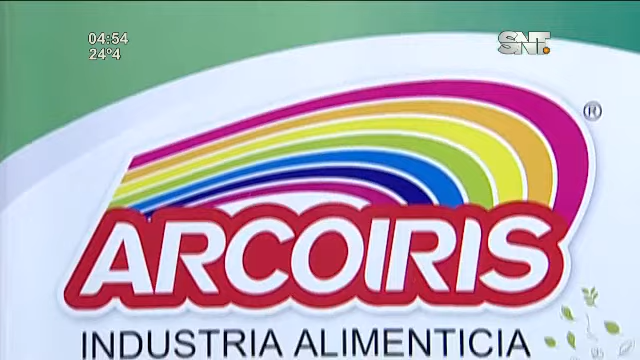 04:54
24°4
SNT
®
ARCOIRIS
INDUSTRIA ALIMENTICIA